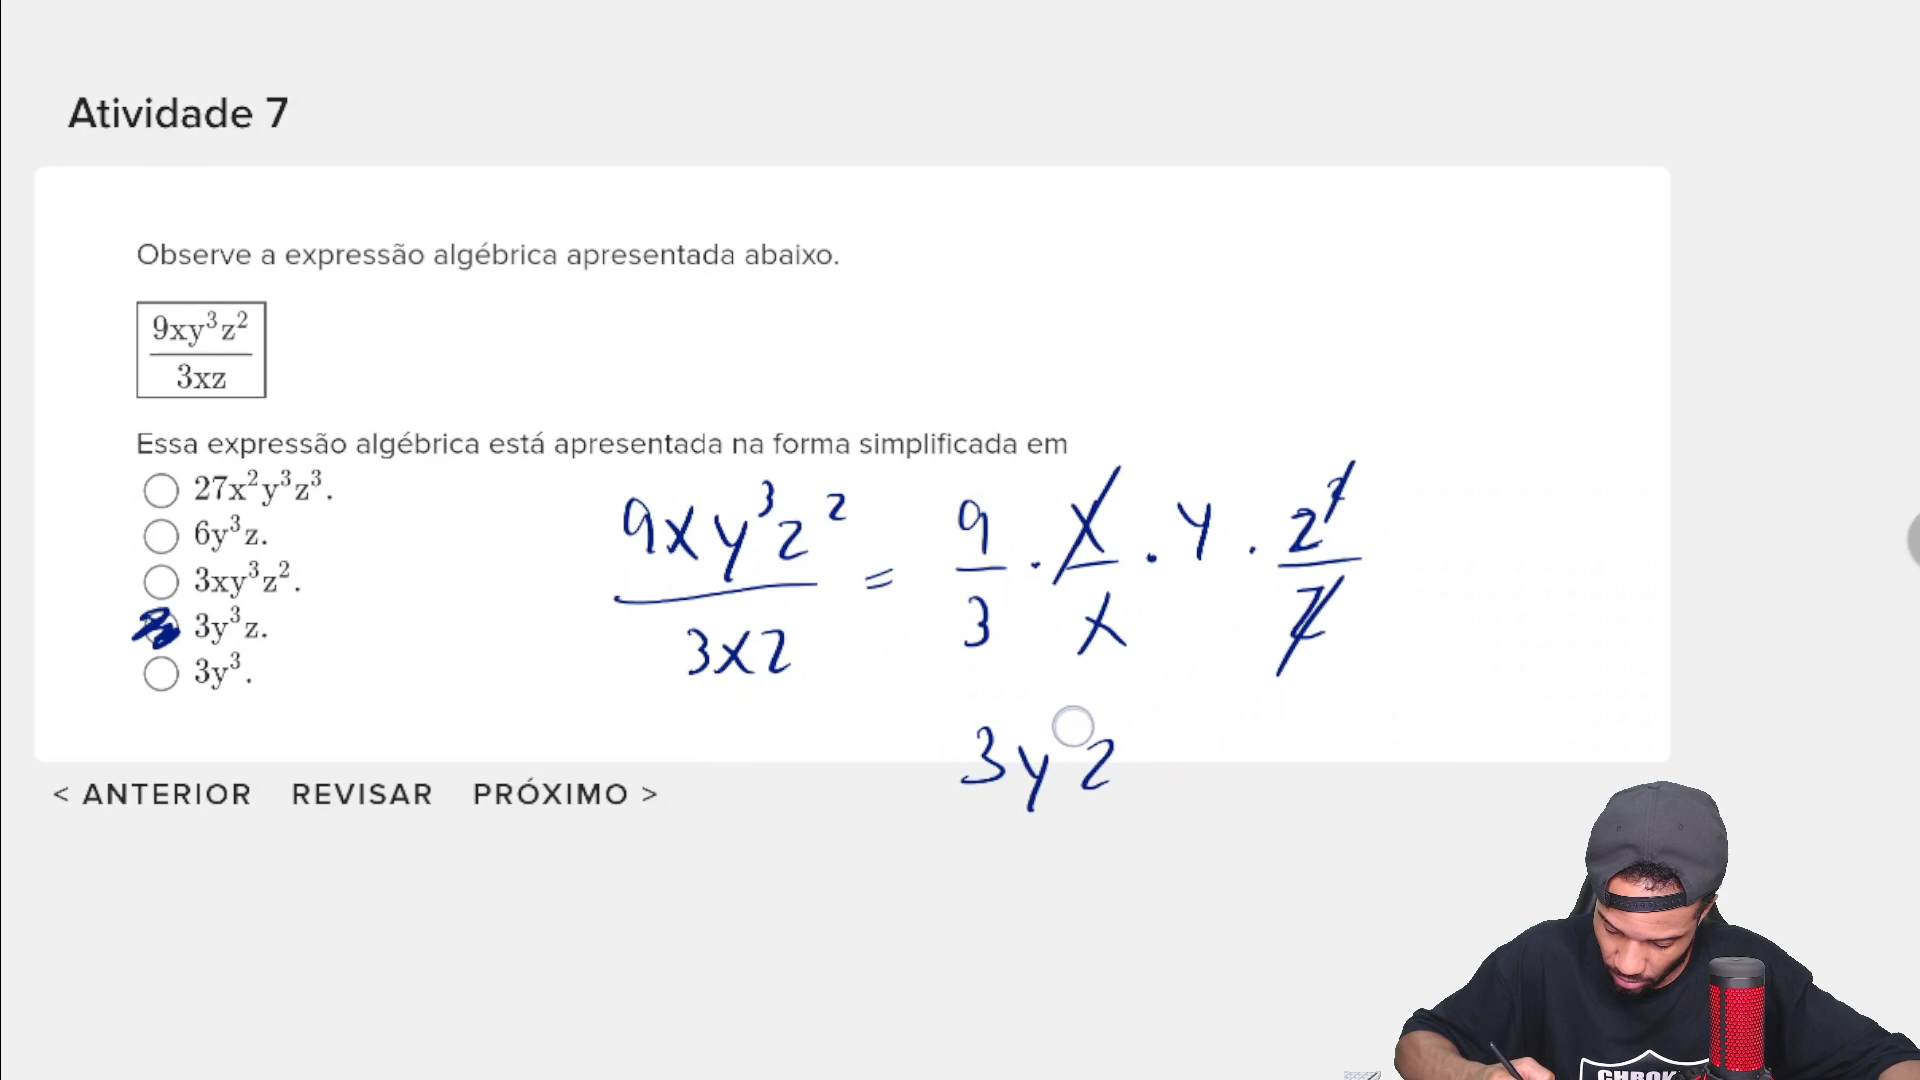 Atividade 7
Observe a expressão algébrica apresentada abaixo.
9xy³z²
3xz
Essa expressão algébrica está apresentada na forma simplificada em
27x²y³z³.
6y³z.
3xy³z².
3y³z.
3y³.
9xy³z² / 3xz = 9/3 · x/x · y · z²/z
3yz
< ANTERIOR REVISAR PRÓXIMO >